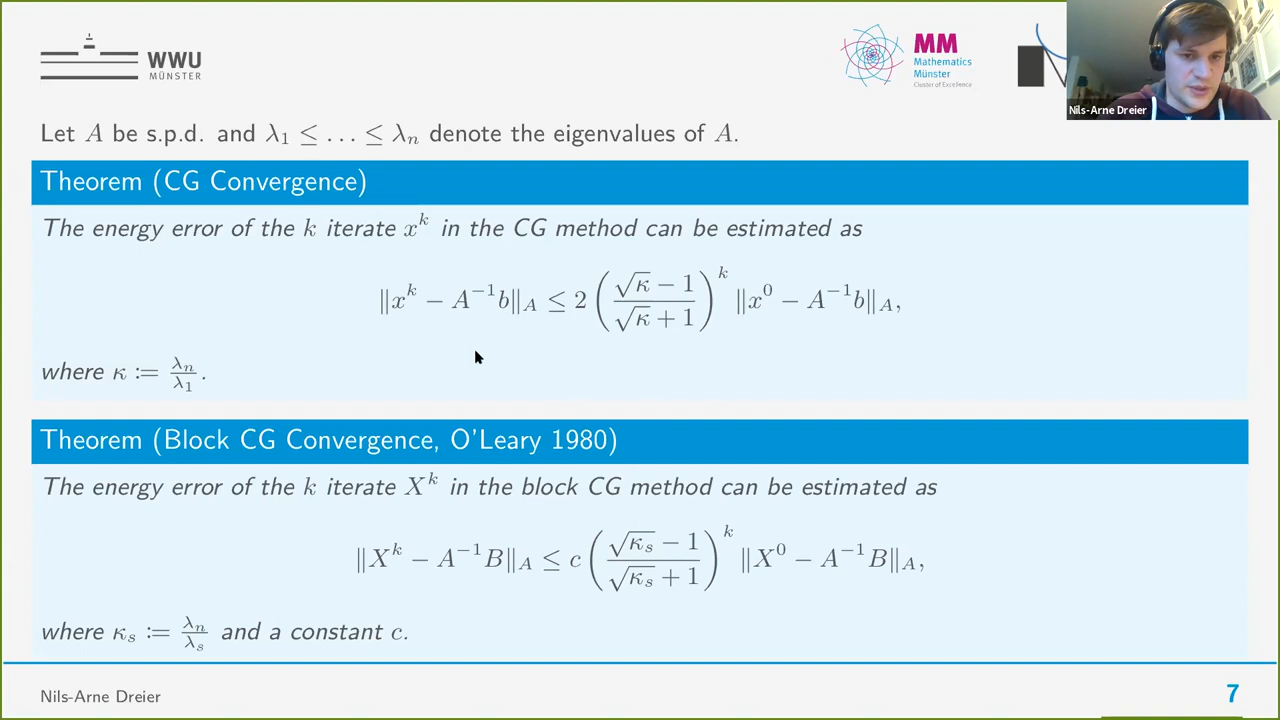 WWU
MÜNSTER
MM
Mathematics
Münster
Cluster of Excellence
Nils-Arne Dreier
Let A be s.p.d. and λ₁ ≤ … ≤ λₙ denote the eigenvalues of A.
Theorem (CG Convergence)
The energy error of the k iterate xᵏ in the CG method can be estimated as
‖xᵏ − A⁻¹b‖_A ≤ 2 ((√κ − 1)/(√κ + 1))ᵏ ‖x⁰ − A⁻¹b‖_A,
where κ := λₙ/λ₁.
Theorem (Block CG Convergence, O'Leary 1980)
The energy error of the k iterate Xᵏ in the block CG method can be estimated as
‖Xᵏ − A⁻¹B‖_A ≤ c ((√κₛ − 1)/(√κₛ + 1))ᵏ ‖X⁰ − A⁻¹B‖_A,
where κₛ := λₙ/λₛ and a constant c.
Nils-Arne Dreier
7